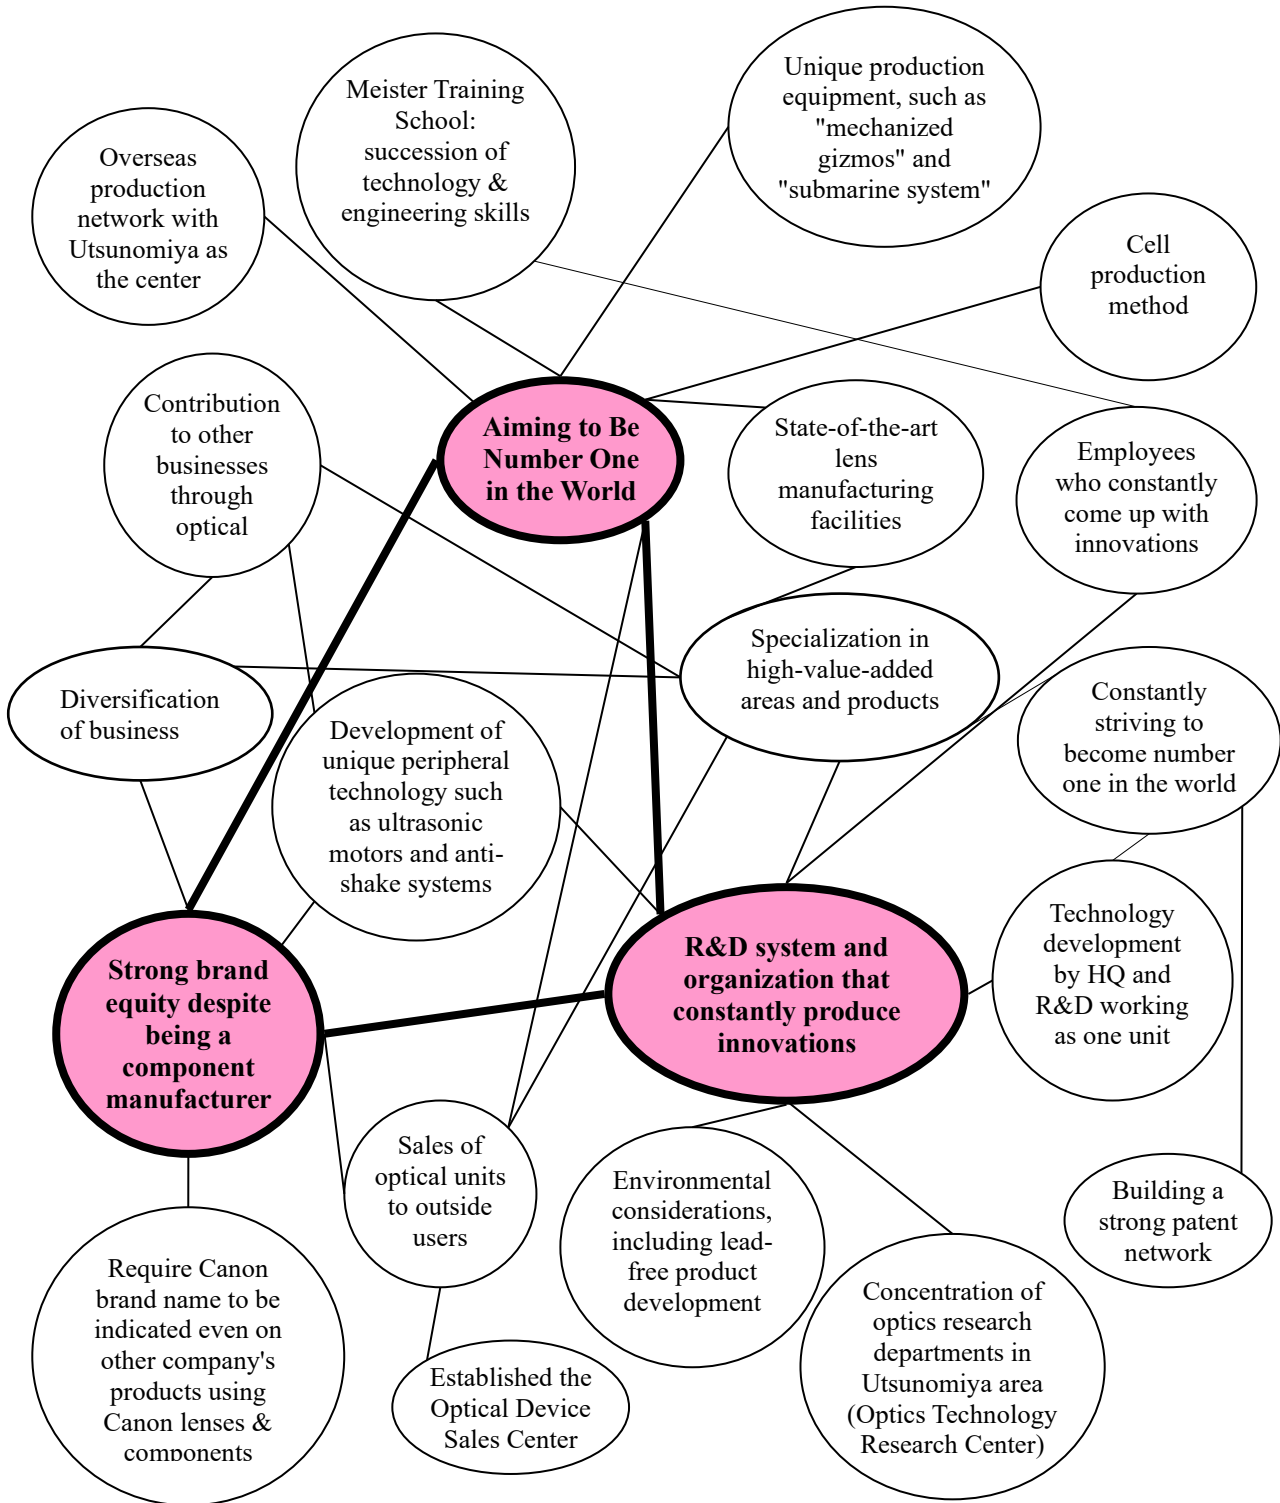 Unique production
equipment, such as
"mechanized
gizmos" and
"submarine system"
Meister Training
School:
succession of
technology &
engineering skills
Overseas
production
network with
Utsunomiya as
the center
Cell
production
method
Contribution
to other
businesses
through
optical
Aiming to Be
Number One
in the World
State-of-the-art
lens
manufacturing
facilities
Employees
who constantly
come up with
innovations
Specialization in
high-value-added
areas and products
Diversification
of business
Constantly
striving to
become number
one in the world
Development of
unique peripheral
technology such
as ultrasonic
motors and anti-
shake systems
Strong brand
equity despite
being a
component
manufacturer
R&D system and
organization that
constantly produce
innovations
Technology
development
by HQ and
R&D working
as one unit
Sales of
optical units
to outside
users
Environmental
considerations,
including lead-
free product
development
Building a
strong patent
network
Require Canon
brand name to be
indicated even on
other company's
products using
Canon lenses &
components
Concentration of
optics research
departments in
Utsunomiya area
(Optics Technology
Research Center)
Established the
Optical Device
Sales Center